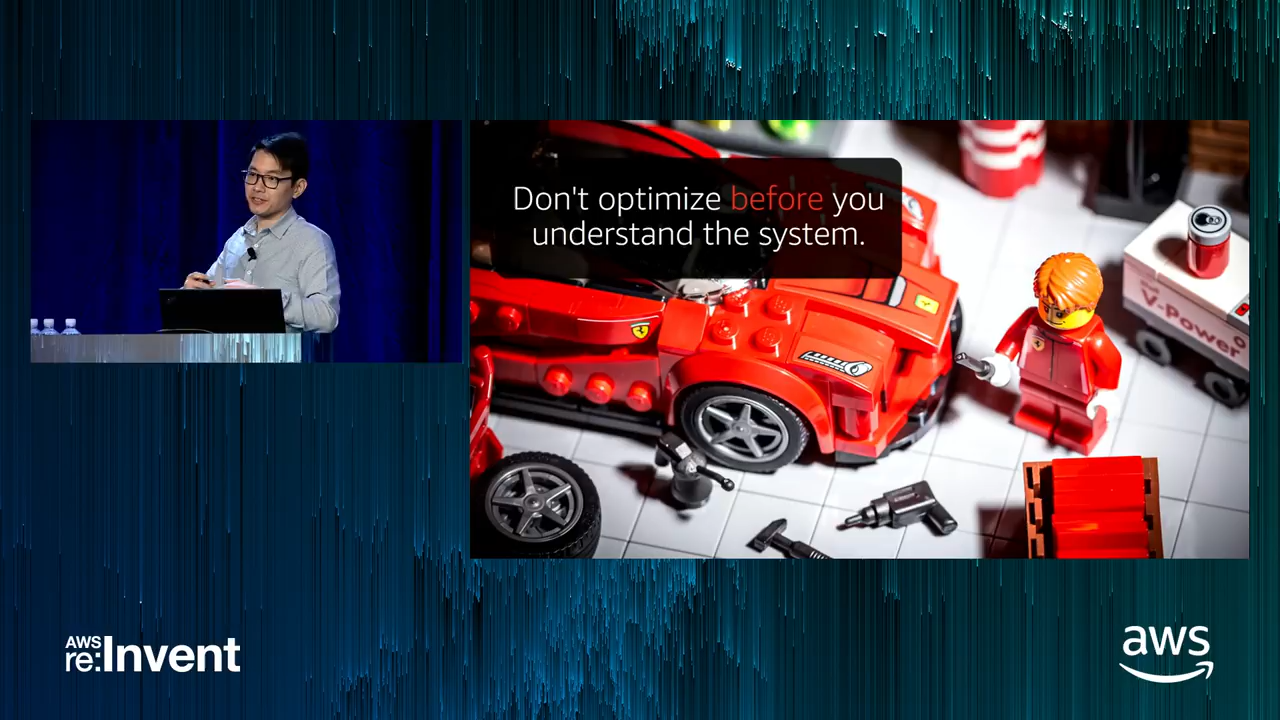 Don't optimize before you
understand the system.
V-Power
AWS
re:Invent
aws